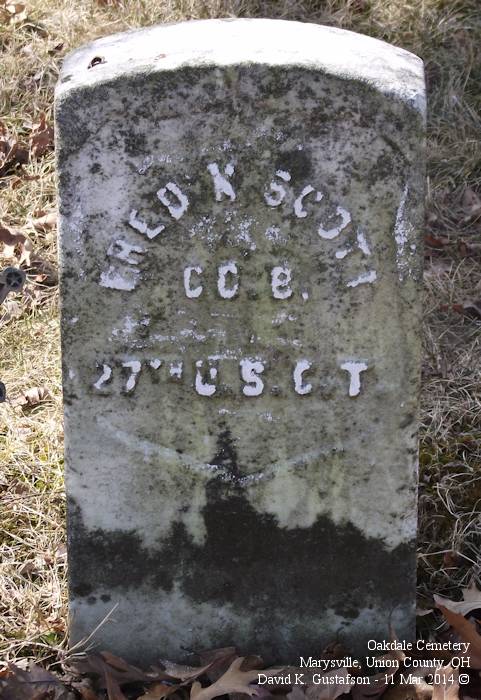 FRED K SCOTT
CO. B.
27TH U.S.C.T
Oakdale Cemetery
Marysville, Union County, OH
David K. Gustafson - 11 Mar 2014 ©